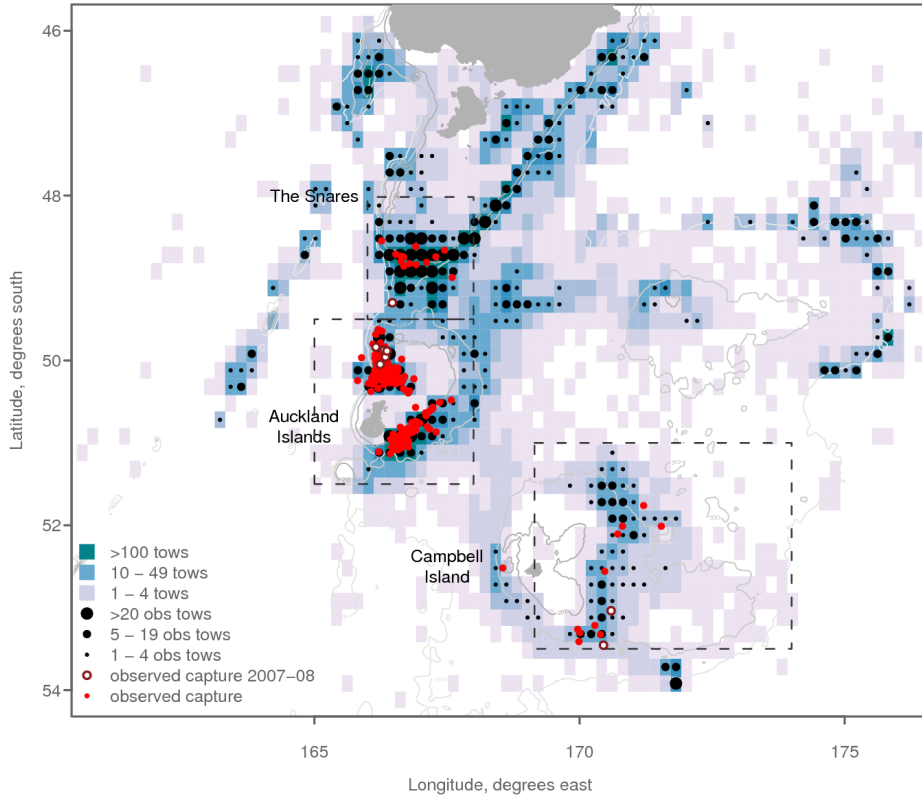 46
48
50
52
54
Latitude, degrees south
The Snares
Auckland
Islands
Campbell
Island
>100 tows
10 − 49 tows
1 − 4 tows
>20 obs tows
5 − 19 obs tows
1 − 4 obs tows
observed capture 2007−08
observed capture
165
170
175
Longitude, degrees east